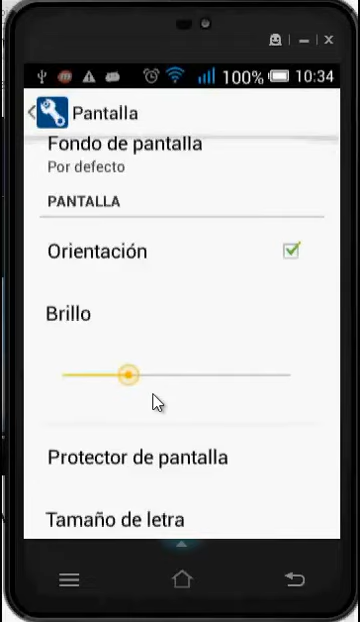 100% 10:34
Pantalla
Fondo de pantalla
Por defecto
PANTALLA
Orientación
Brillo
Protector de pantalla
Tamaño de letra